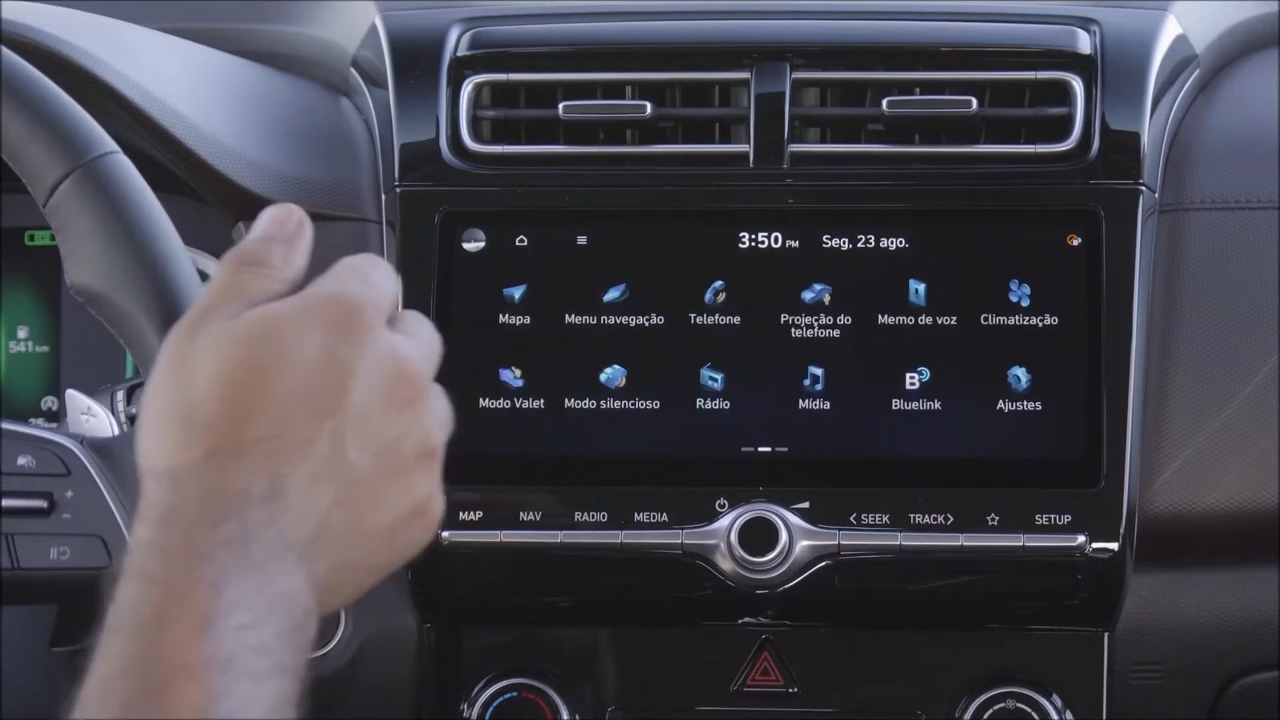 3:50 PM Seg, 23 ago.
Mapa
Menu navegação
Telefone
Projeção do
telefone
Memo de voz
Climatização
Modo Valet
Modo silencioso
Rádio
Mídia
Bluelink
Ajustes
541 km
MAP NAV RADIO MEDIA
< SEEK TRACK > SETUP